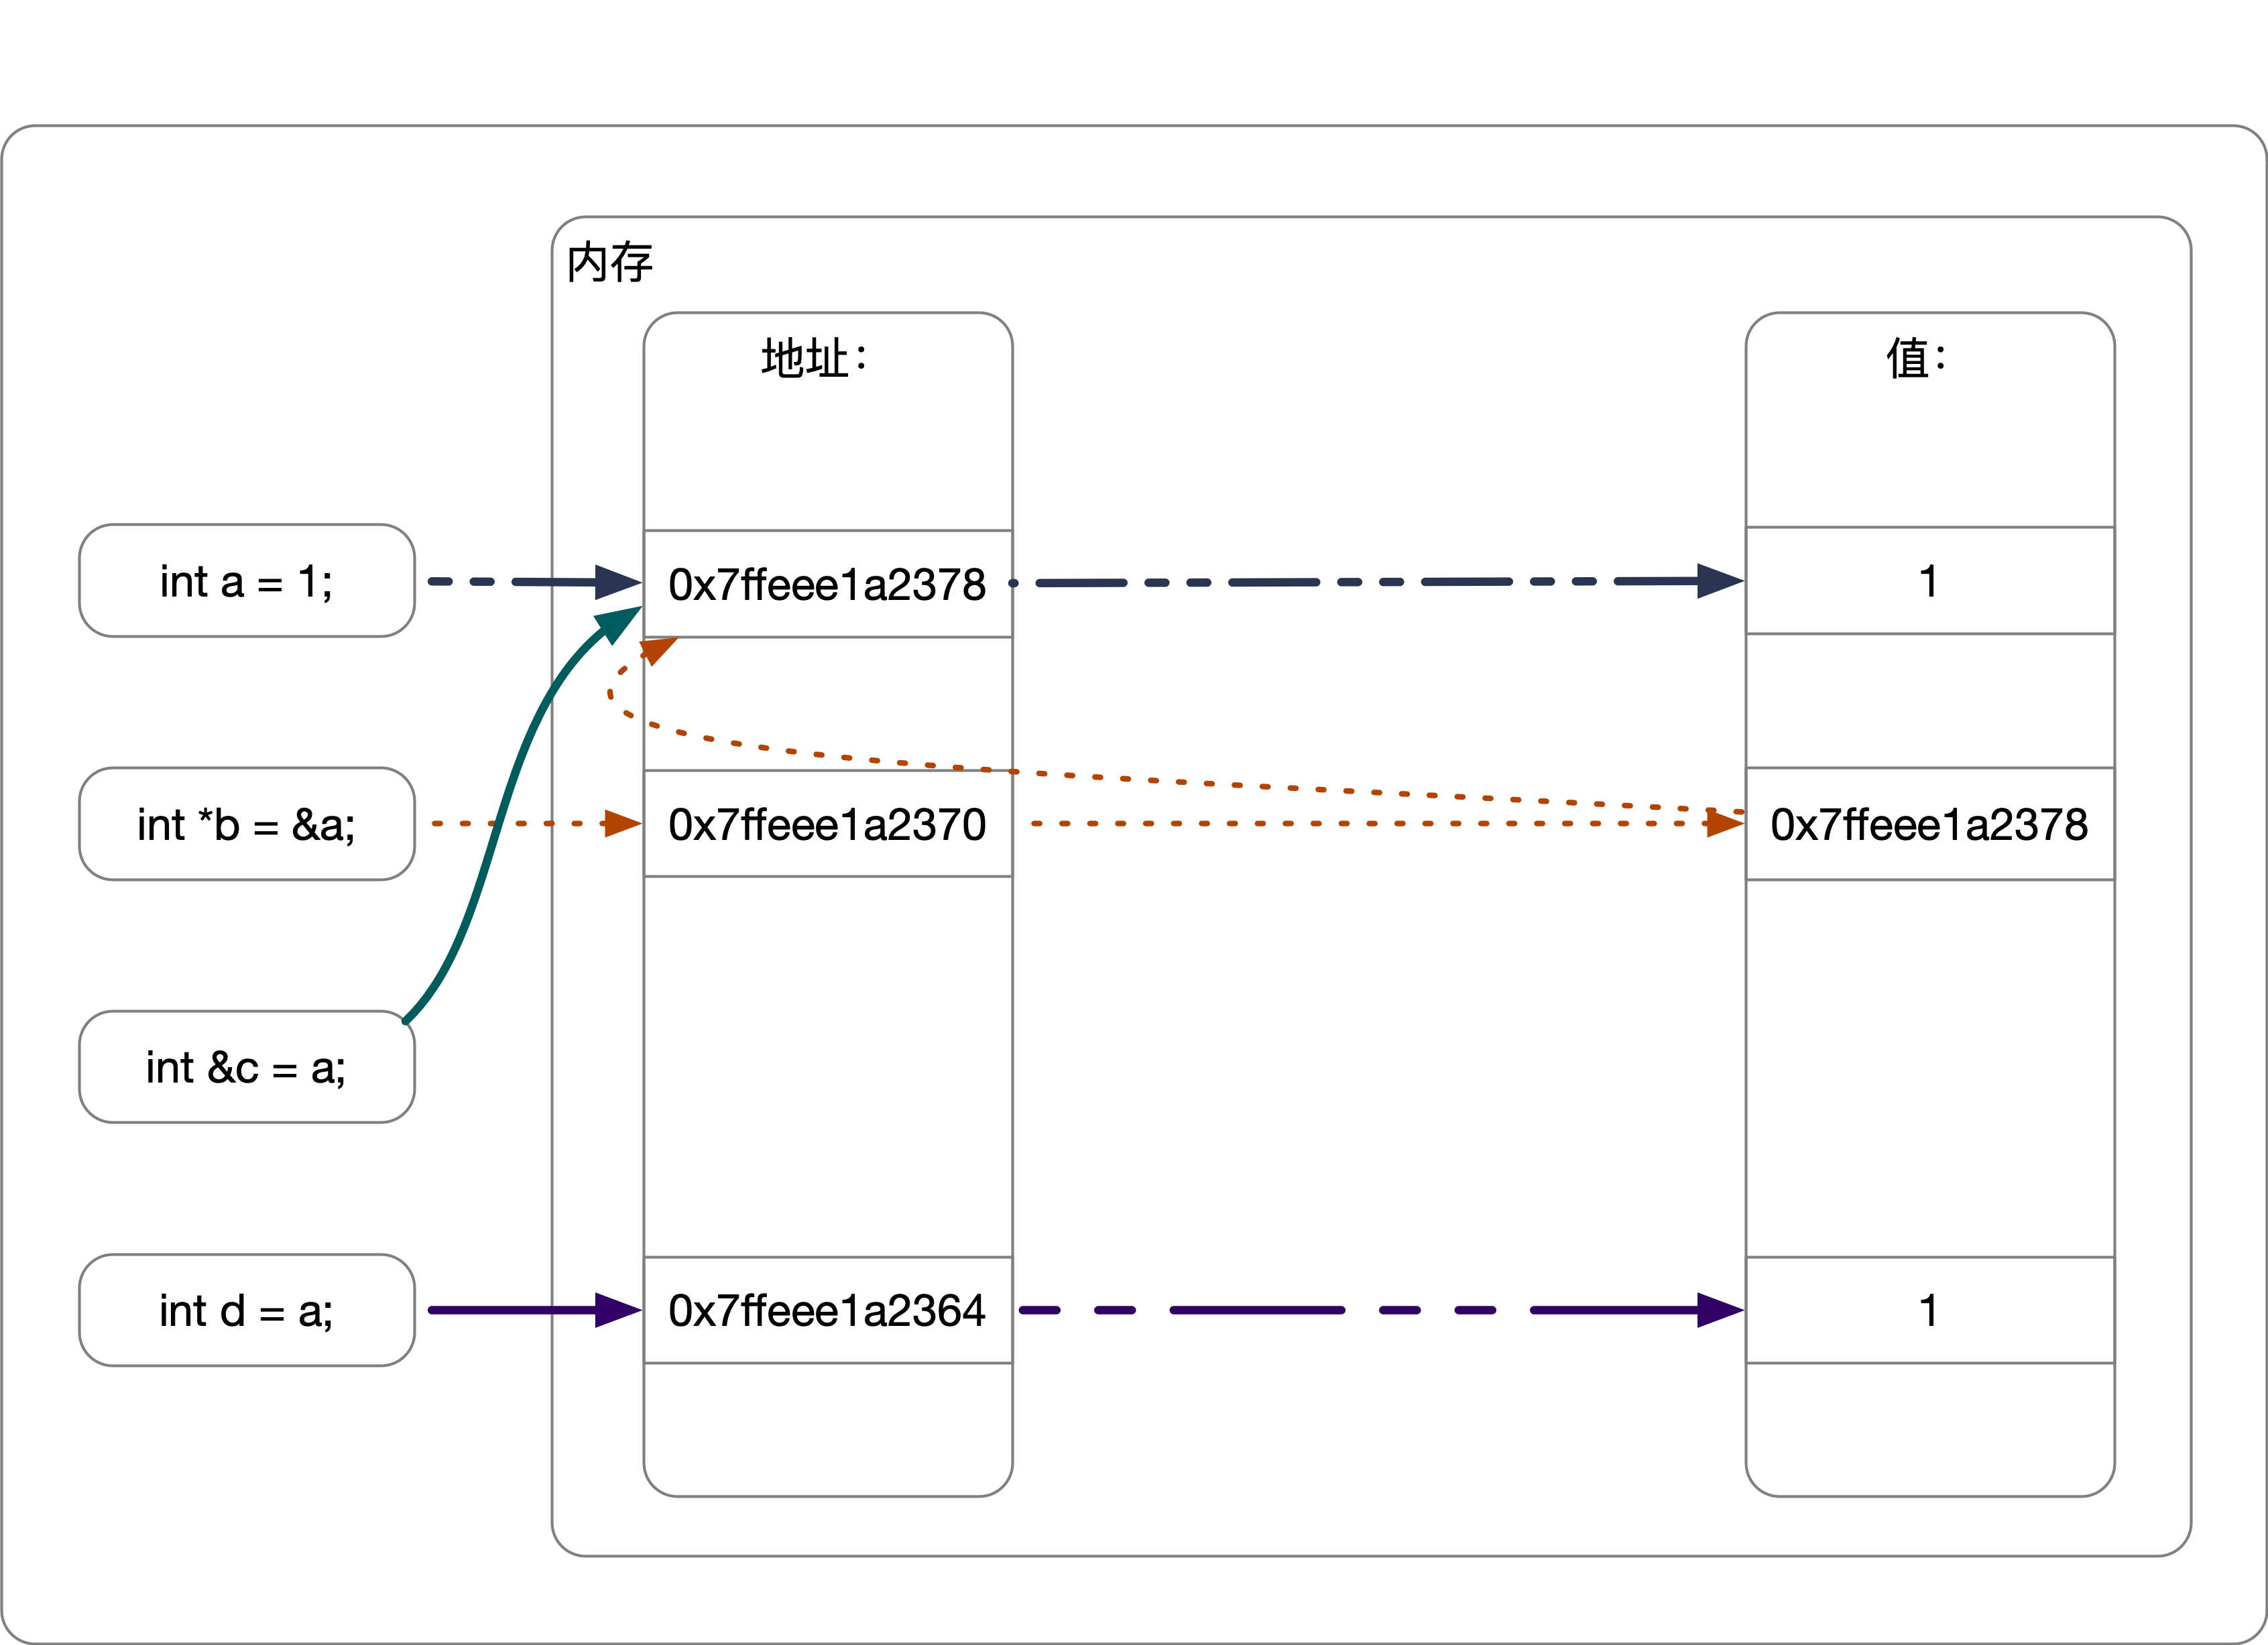 内存
地址：
值：
int a = 1;
0x7ffeee1a2378
1
int *b = &a;
0x7ffeee1a2370
0x7ffeee1a2378
int &c = a;
int d = a;
0x7ffeee1a2364
1